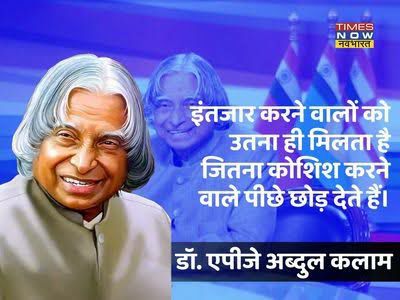 TIMES
NOW
नवभारत
इंतजार करने वालों को
उतना ही मिलता है
जितना कोशिश करने
वाले पीछे छोड़ देते हैं।
डॉ. एपीजे अब्दुल कलाम